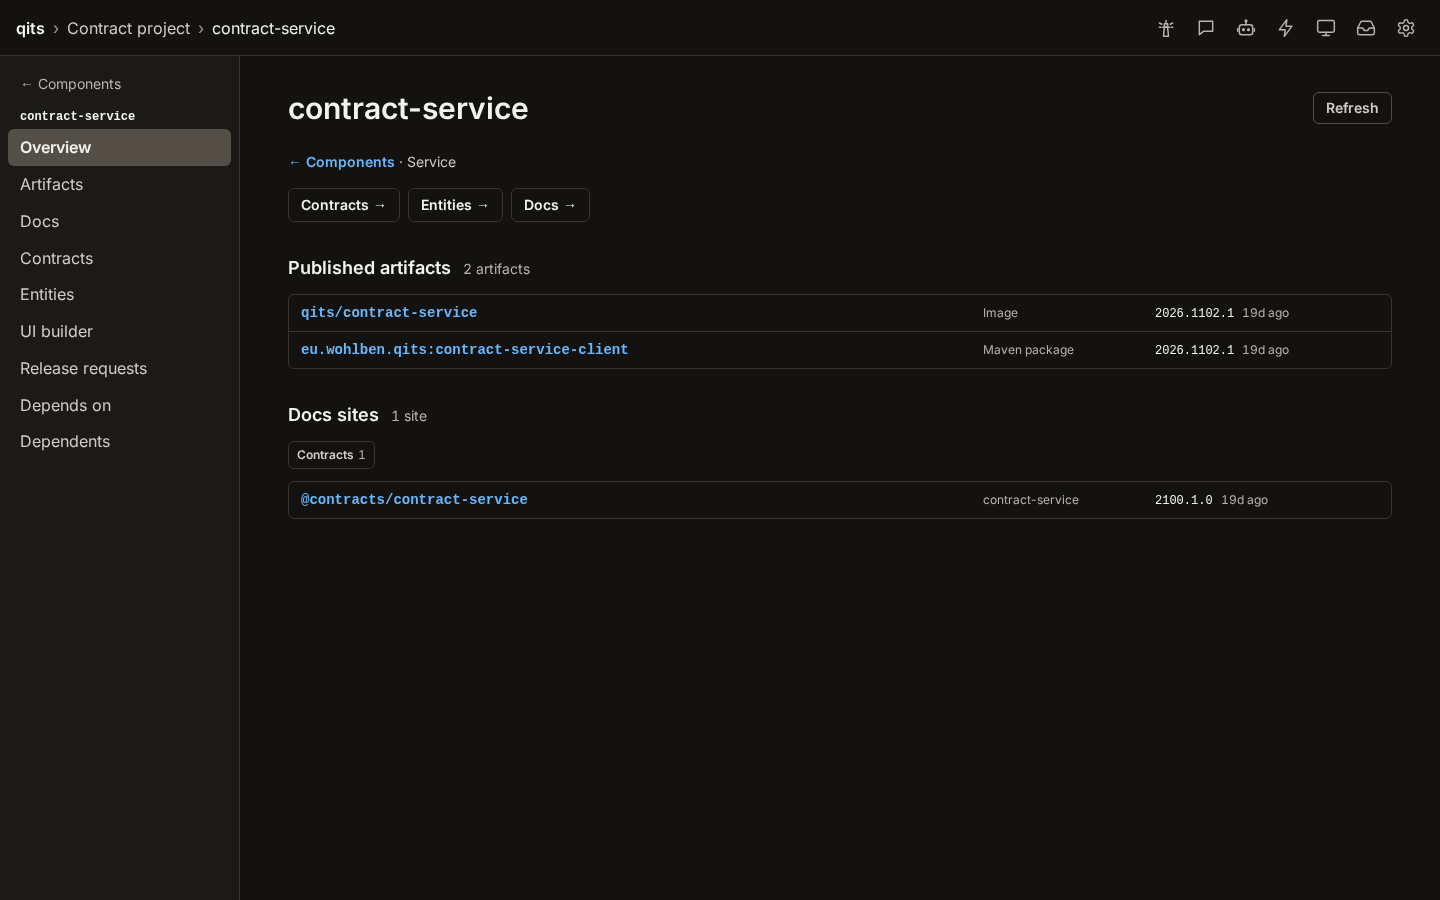 qits › Contract project › contract-service
← Components
contract-service
Overview
Artifacts
Docs
Contracts
Entities
UI builder
Release requests
Depends on
Dependents
contract-service
Refresh
← Components · Service
Contracts →
Entities →
Docs →
Published artifacts 2 artifacts
qits/contract-service Image 2026.1102.1 19d ago
eu.wohlben.qits:contract-service-client Maven package 2026.1102.1 19d ago
Docs sites 1 site
Contracts 1
@contracts/contract-service contract-service 2100.1.0 19d ago